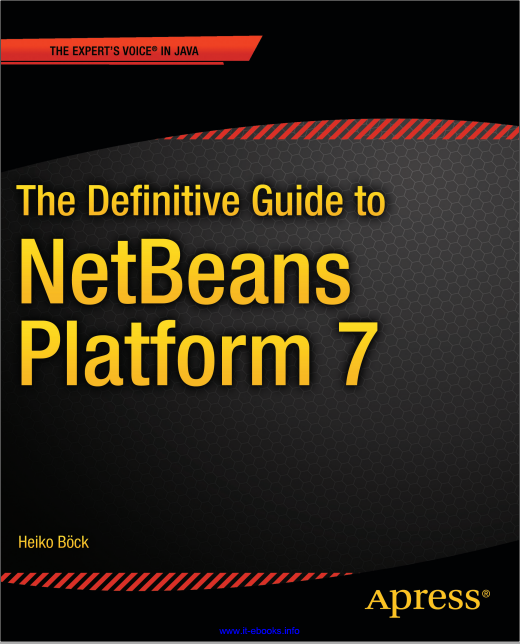 THE EXPERT'S VOICE® IN JAVA
The Definitive Guide to
NetBeans
Platform 7
Heiko Böck
Apress®
www.it-ebooks.info